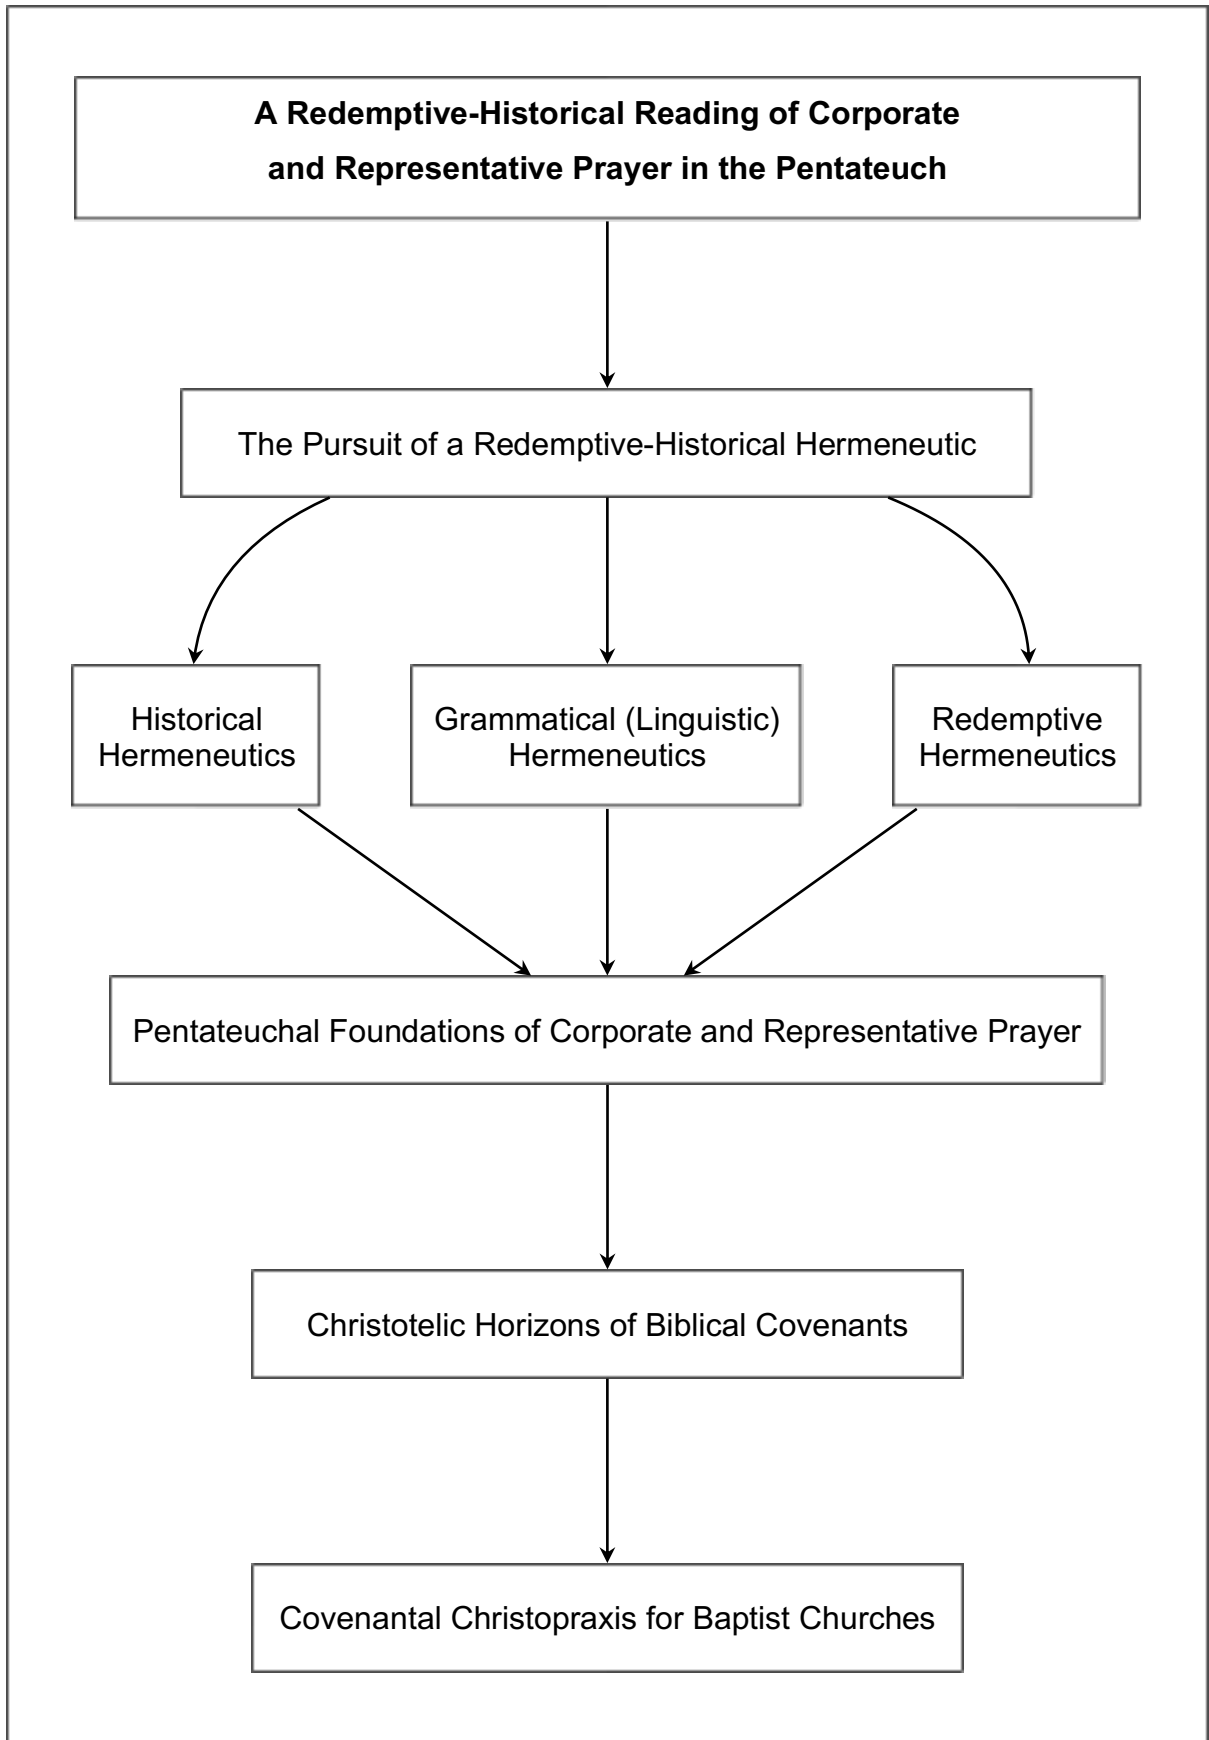 A Redemptive-Historical Reading of Corporate
and Representative Prayer in the Pentateuch
The Pursuit of a Redemptive-Historical Hermeneutic
Historical
Hermeneutics
Grammatical (Linguistic)
Hermeneutics
Redemptive
Hermeneutics
Pentateuchal Foundations of Corporate and Representative Prayer
Christotelic Horizons of Biblical Covenants
Covenantal Christopraxis for Baptist Churches